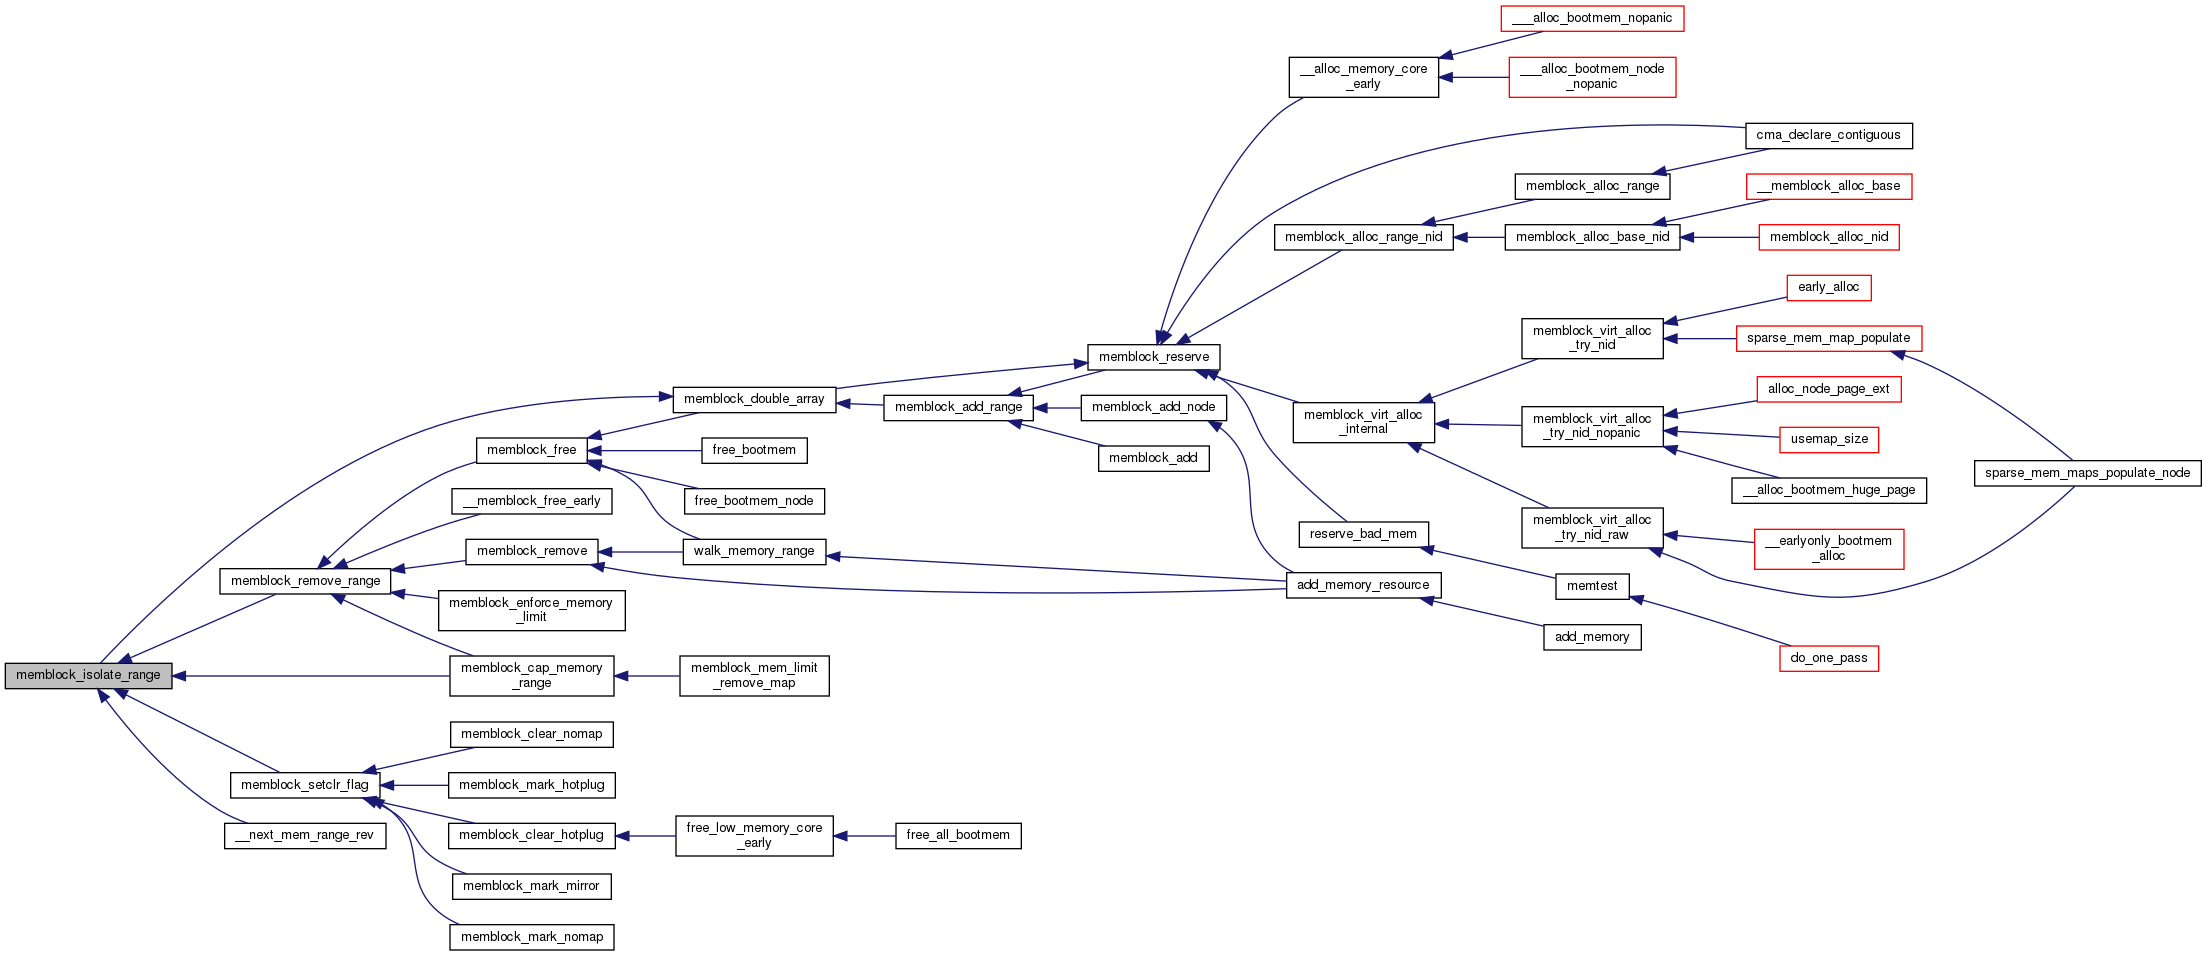 ___alloc_bootmem_nopanic
__alloc_memory_core
_early
___alloc_bootmem_node
_nopanic
cma_declare_contiguous
memblock_alloc_range
__memblock_alloc_base
memblock_alloc_range_nid
memblock_alloc_base_nid
memblock_alloc_nid
early_alloc
memblock_virt_alloc
_try_nid
sparse_mem_map_populate
memblock_reserve
memblock_double_array
memblock_add_range
memblock_add_node
memblock_virt_alloc
_internal
memblock_virt_alloc
_try_nid_nopanic
alloc_node_page_ext
usemap_size
memblock_free
free_bootmem
memblock_add
__alloc_bootmem_huge_page
sparse_mem_maps_populate_node
__memblock_free_early
free_bootmem_node
memblock_virt_alloc
_try_nid_raw
reserve_bad_mem
__earlyonly_bootmem
_alloc
memblock_remove
walk_memory_range
memblock_remove_range
add_memory_resource
memtest
memblock_enforce_memory
_limit
add_memory
do_one_pass
memblock_isolate_range
memblock_cap_memory
_range
memblock_mem_limit
_remove_map
memblock_clear_nomap
memblock_setclr_flag
memblock_mark_hotplug
__next_mem_range_rev
memblock_clear_hotplug
free_low_memory_core
_early
free_all_bootmem
memblock_mark_mirror
memblock_mark_nomap